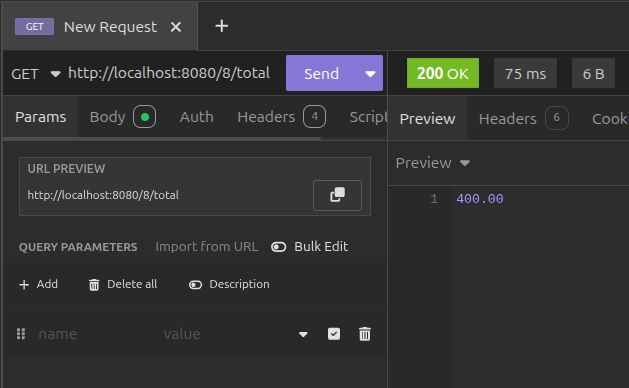 GET New Request
GET http://localhost:8080/8/total Send
200 OK 75 ms 6 B
Params Body Auth Headers 4 Script
Preview Headers 6 Cook
URL PREVIEW
http://localhost:8080/8/total
QUERY PARAMETERS Import from URL Bulk Edit
Add Delete all Description
name value
Preview
1 400.00